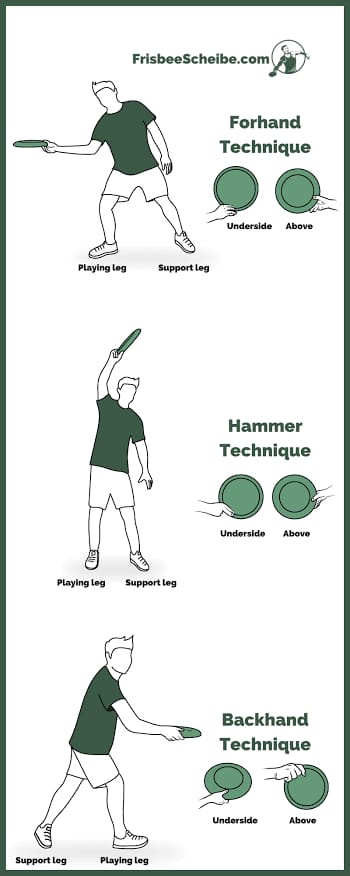 FrisbeeScheibe.com
Forhand
Technique
Underside Above
Playing leg Support leg
Hammer
Technique
Underside Above
Playing leg Support leg
Backhand
Technique
Underside Above
Support leg Playing leg